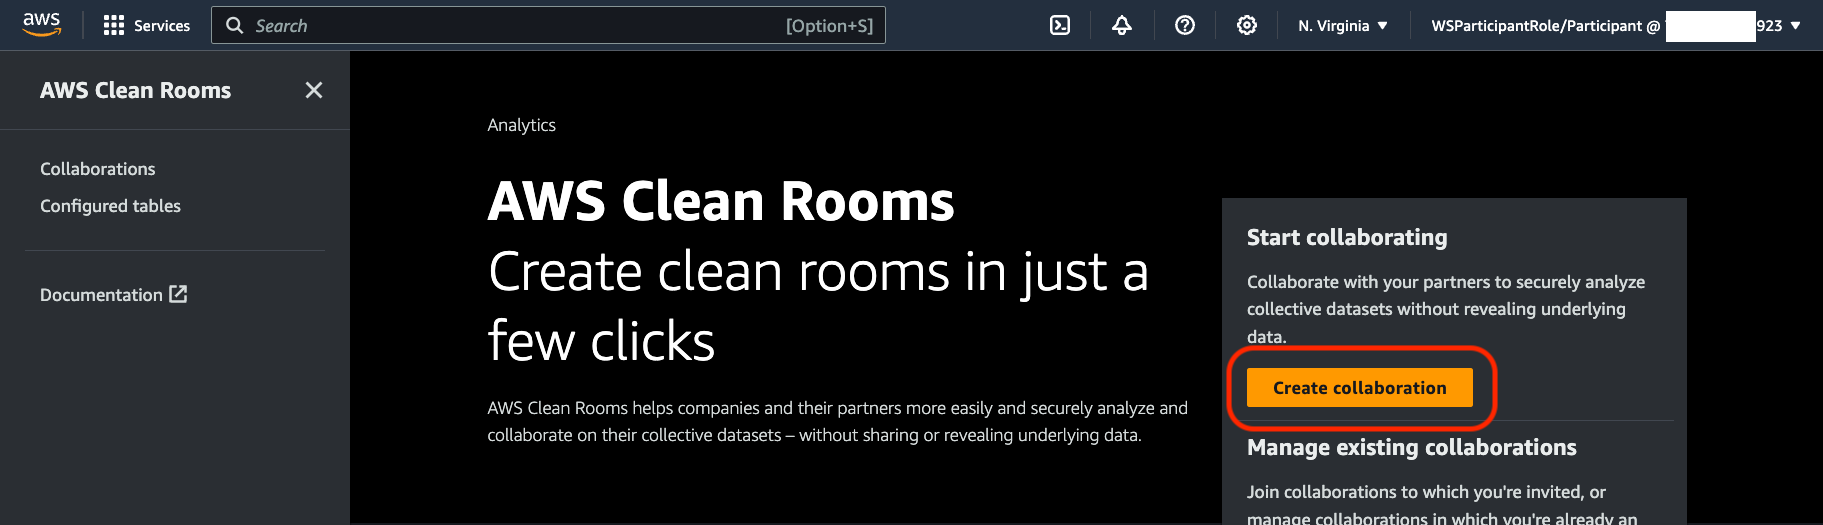 aws
Services
Search
[Option+S]
N. Virginia
WSParticipantRole/Participant @
923
AWS Clean Rooms
Collaborations
Configured tables
Documentation
Analytics
AWS Clean Rooms
Create clean rooms in just a
few clicks
AWS Clean Rooms helps companies and their partners more easily and securely analyze and
collaborate on their collective datasets – without sharing or revealing underlying data.
Start collaborating
Collaborate with your partners to securely analyze
collective datasets without revealing underlying
data.
Create collaboration
Manage existing collaborations
Join collaborations to which you're invited, or
manage collaborations in which you're already an